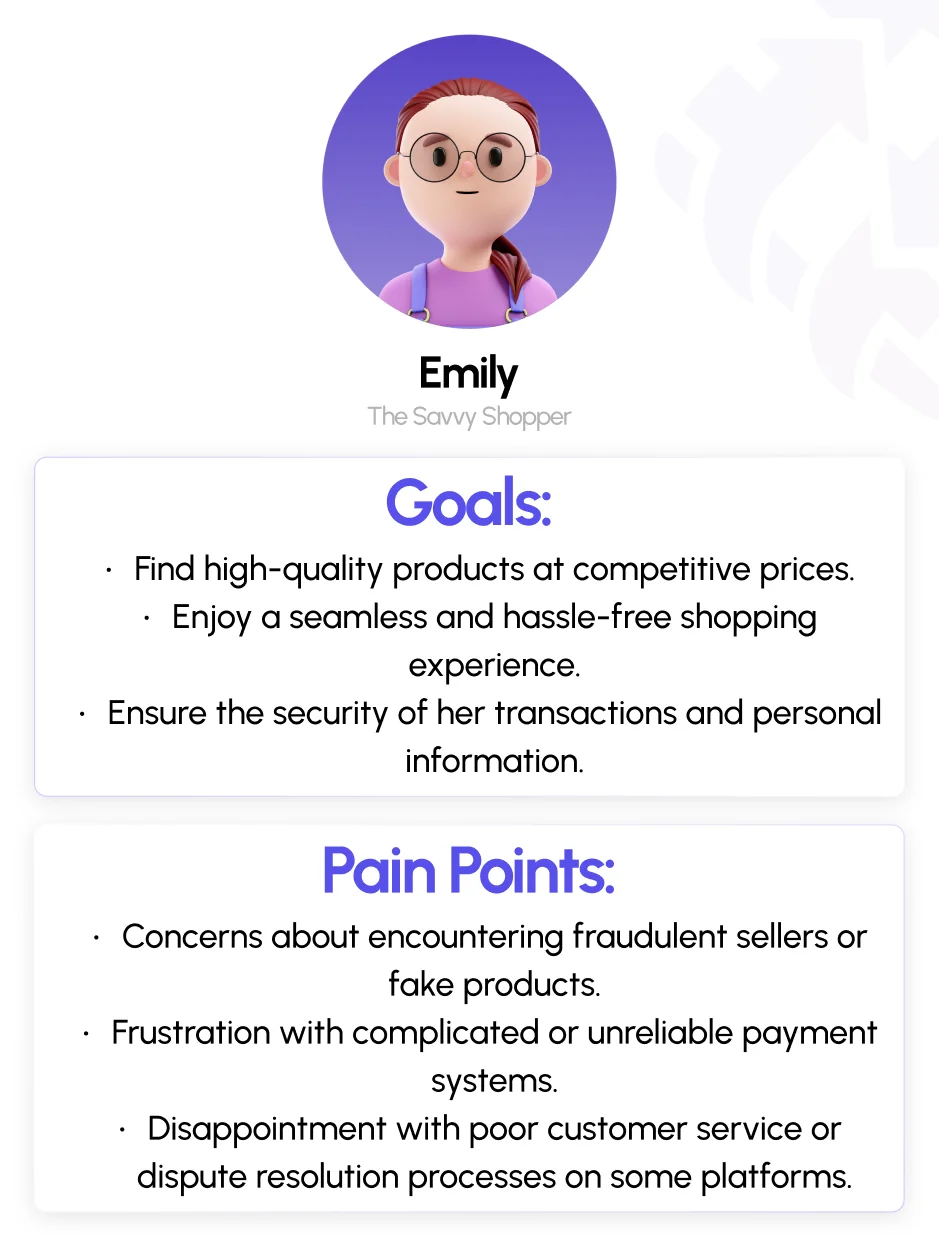 Emily
The Savvy Shopper
Goals:
· Find high-quality products at competitive prices.
· Enjoy a seamless and hassle-free shopping
experience.
· Ensure the security of her transactions and personal
information.
Pain Points:
· Concerns about encountering fraudulent sellers or
fake products.
· Frustration with complicated or unreliable payment
systems.
· Disappointment with poor customer service or
dispute resolution processes on some platforms.